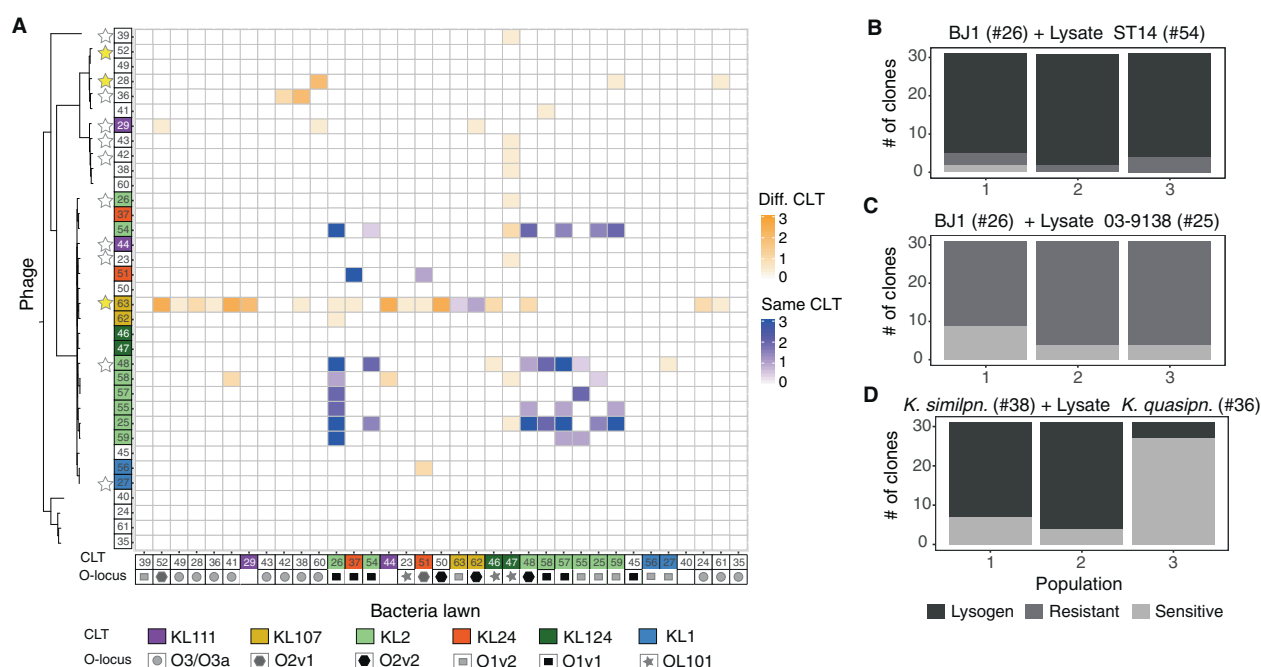 A
Phage
39
52
49
28
36
41
29
43
42
38
60
26
37
54
44
23
51
50
63
62
46
47
48
58
57
55
25
59
45
56
27
40
24
61
35
CLT 39 52 49 28 36 41 29 43 42 38 60 26 37 54 44 23 51 50 63 62 46 47 48 58 57 55 25 59 45 56 27 40 24 61 35
O-locus
Bacteria lawn
CLT KL111 KL107 KL2 KL24 KL124 KL1
O-locus O3/O3a O2v1 O2v2 O1v2 O1v1 OL101
Diff. CLT
3
2
1
0
Same CLT
3
2
1
0
B
BJ1 (#26) + Lysate ST14 (#54)
# of clones
30
20
10
0
1 2 3
C
BJ1 (#26) + Lysate 03-9138 (#25)
# of clones
30
20
10
0
1 2 3
D
K. similpn. (#38) + Lysate K. quasipn. (#36)
# of clones
30
20
10
0
1 2 3
Population
Lysogen Resistant Sensitive